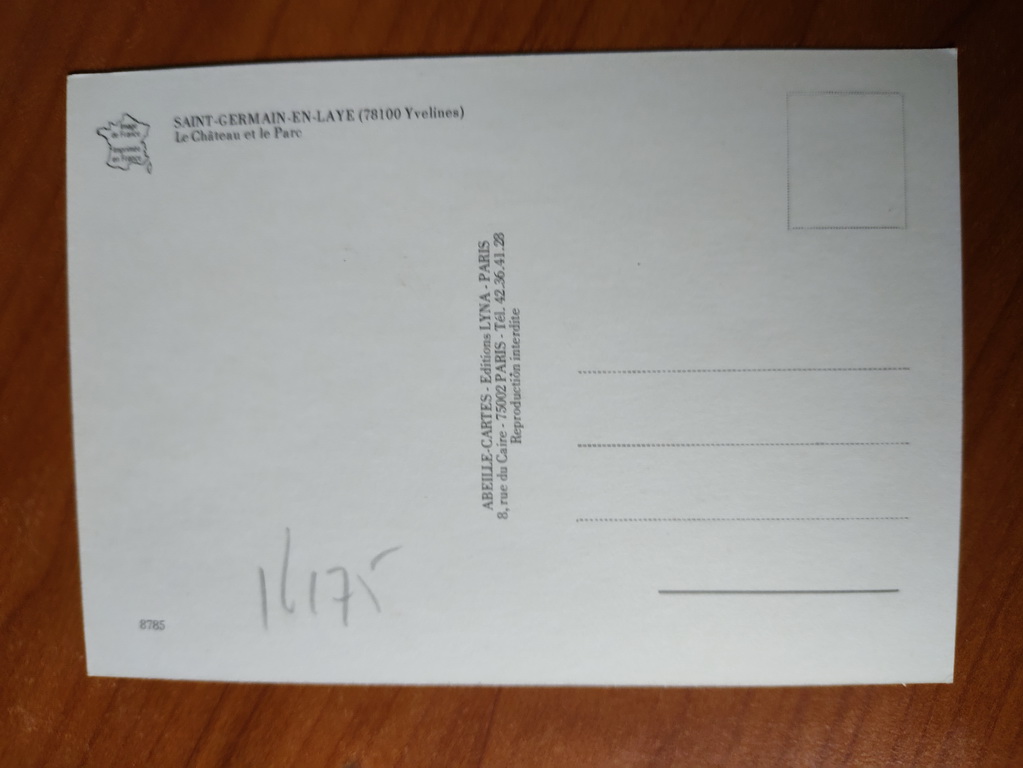 SAINT-GERMAIN-EN-LAYE (78100 Yvelines)
Le Château et le Parc
ABEILLE-CARTES - Editions LYNA - PARIS
8, rue du Caire - 75002 PARIS - Tél. 42.36.41.28
Reproduction interdite
8785